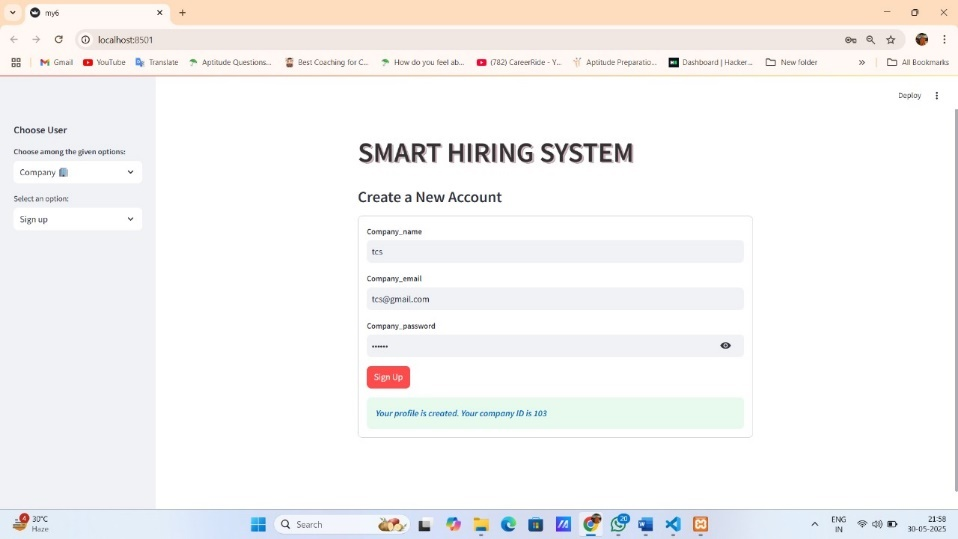 my6
localhost:8501
Gmail
YouTube
Translate
Aptitude Questions...
Best Coaching for C...
How do you feel ab...
(782) CareerRide - Y...
Aptitude Preparatio...
Dashboard | Hacker...
New folder
»
All Bookmarks
Deploy
Choose User
Choose among the given options:
Company
Select an option:
Sign up
SMART HIRING SYSTEM
Create a New Account
Company_name
tcs
Company_email
tcs@gmail.com
Company_password
••••••
Sign Up
Your profile is created. Your company ID is 103
4
30°C
Haze
Search
20
ENG
IN
21:58
30-05-2025